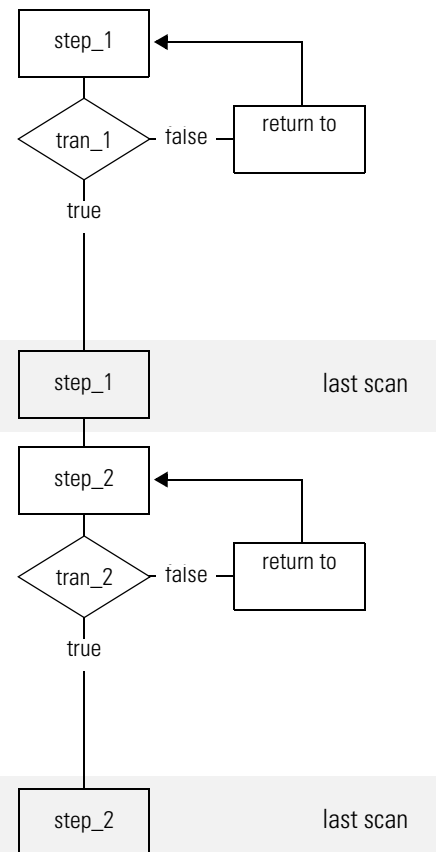 step_1
tran_1
false
return to
true
step_1
last scan
step_2
tran_2
false
return to
true
step_2
last scan